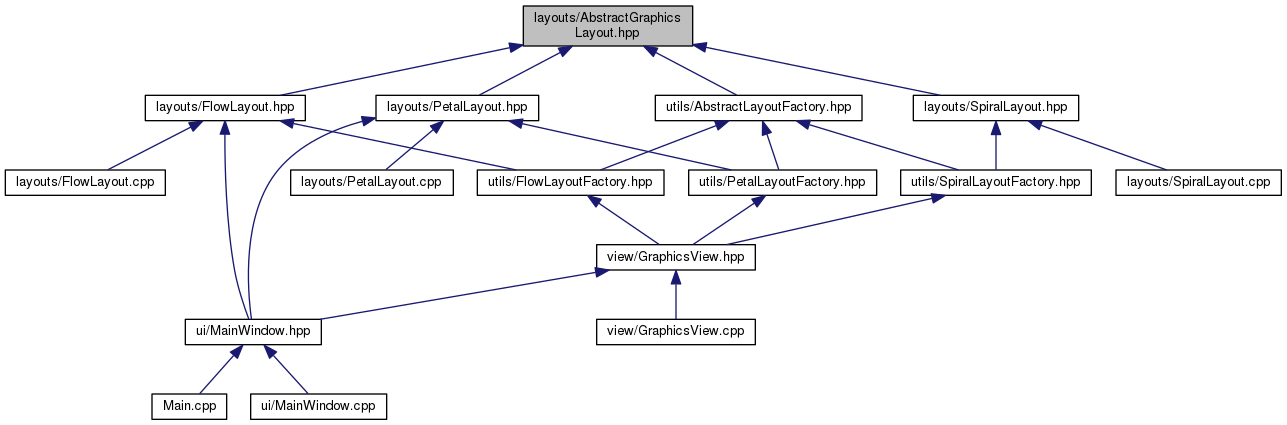 layouts/AbstractGraphics
Layout.hpp
layouts/FlowLayout.hpp
layouts/PetalLayout.hpp
utils/AbstractLayoutFactory.hpp
layouts/SpiralLayout.hpp
layouts/FlowLayout.cpp
layouts/PetalLayout.cpp
utils/FlowLayoutFactory.hpp
utils/PetalLayoutFactory.hpp
utils/SpiralLayoutFactory.hpp
layouts/SpiralLayout.cpp
view/GraphicsView.hpp
ui/MainWindow.hpp
view/GraphicsView.cpp
Main.cpp
ui/MainWindow.cpp